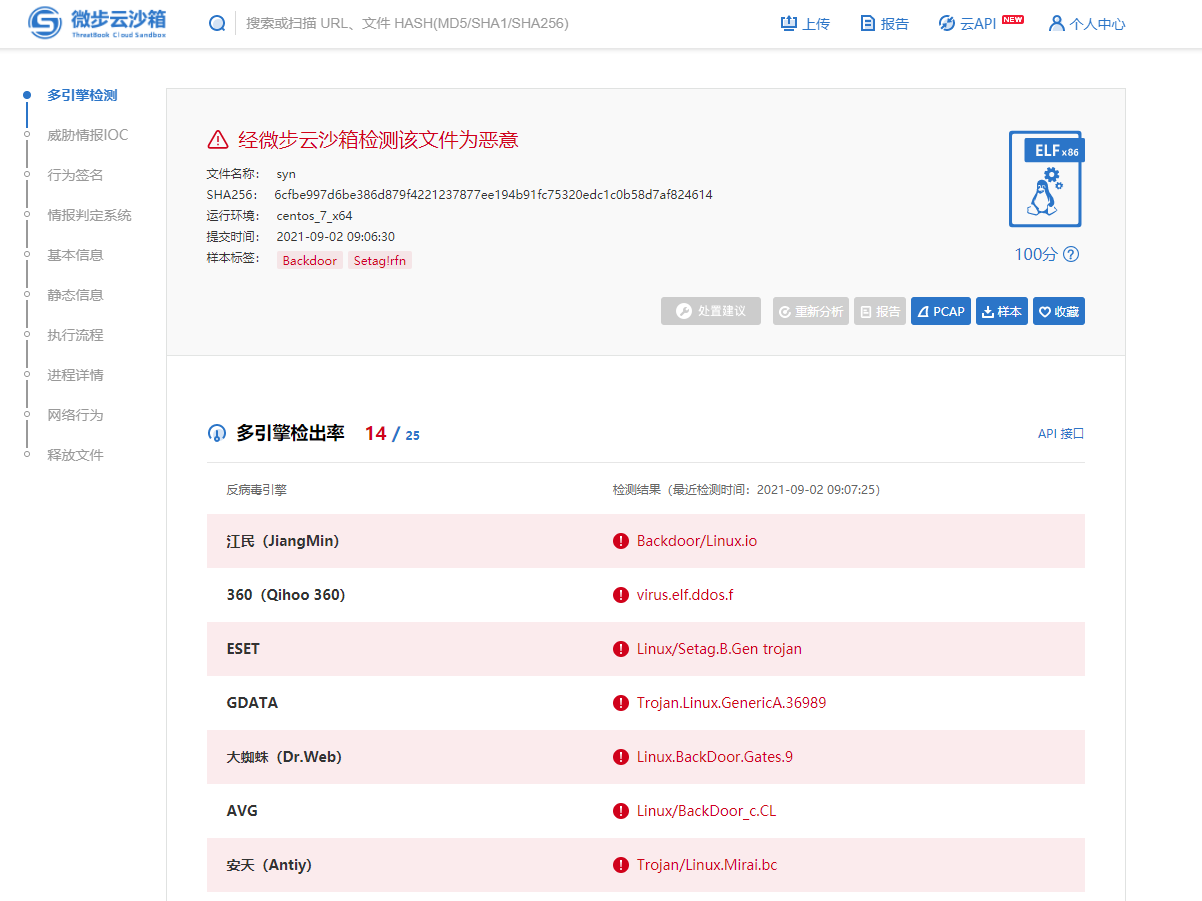 微步云沙箱
ThreatBook Cloud Sandbox
搜索或扫描 URL、文件 HASH(MD5/SHA1/SHA256)
上传
报告
云API NEW
个人中心
多引擎检测
威胁情报IOC
行为签名
情报判定系统
基本信息
静态信息
执行流程
进程详情
网络行为
释放文件
经微步云沙箱检测该文件为恶意
文件名称: syn
SHA256: 6cfbe997d6be386d879f4221237877ee194b91fc75320edc1c0b58d7af824614
运行环境: centos_7_x64
提交时间: 2021-09-02 09:06:30
样本标签: Backdoor Setag!rfn
ELF x86
100分 ?
处置建议 重新分析 报告 PCAP 样本 收藏
多引擎检出率 14 / 25
API 接口
反病毒引擎 检测结果（最近检测时间：2021-09-02 09:07:25）
江民（JiangMin) Backdoor/Linux.io
360（Qihoo 360) virus.elf.ddos.f
ESET Linux/Setag.B.Gen trojan
GDATA Trojan.Linux.GenericA.36989
大蜘蛛（Dr.Web) Linux.BackDoor.Gates.9
AVG Linux/BackDoor_c.CL
安天（Antiy) Trojan/Linux.Mirai.bc